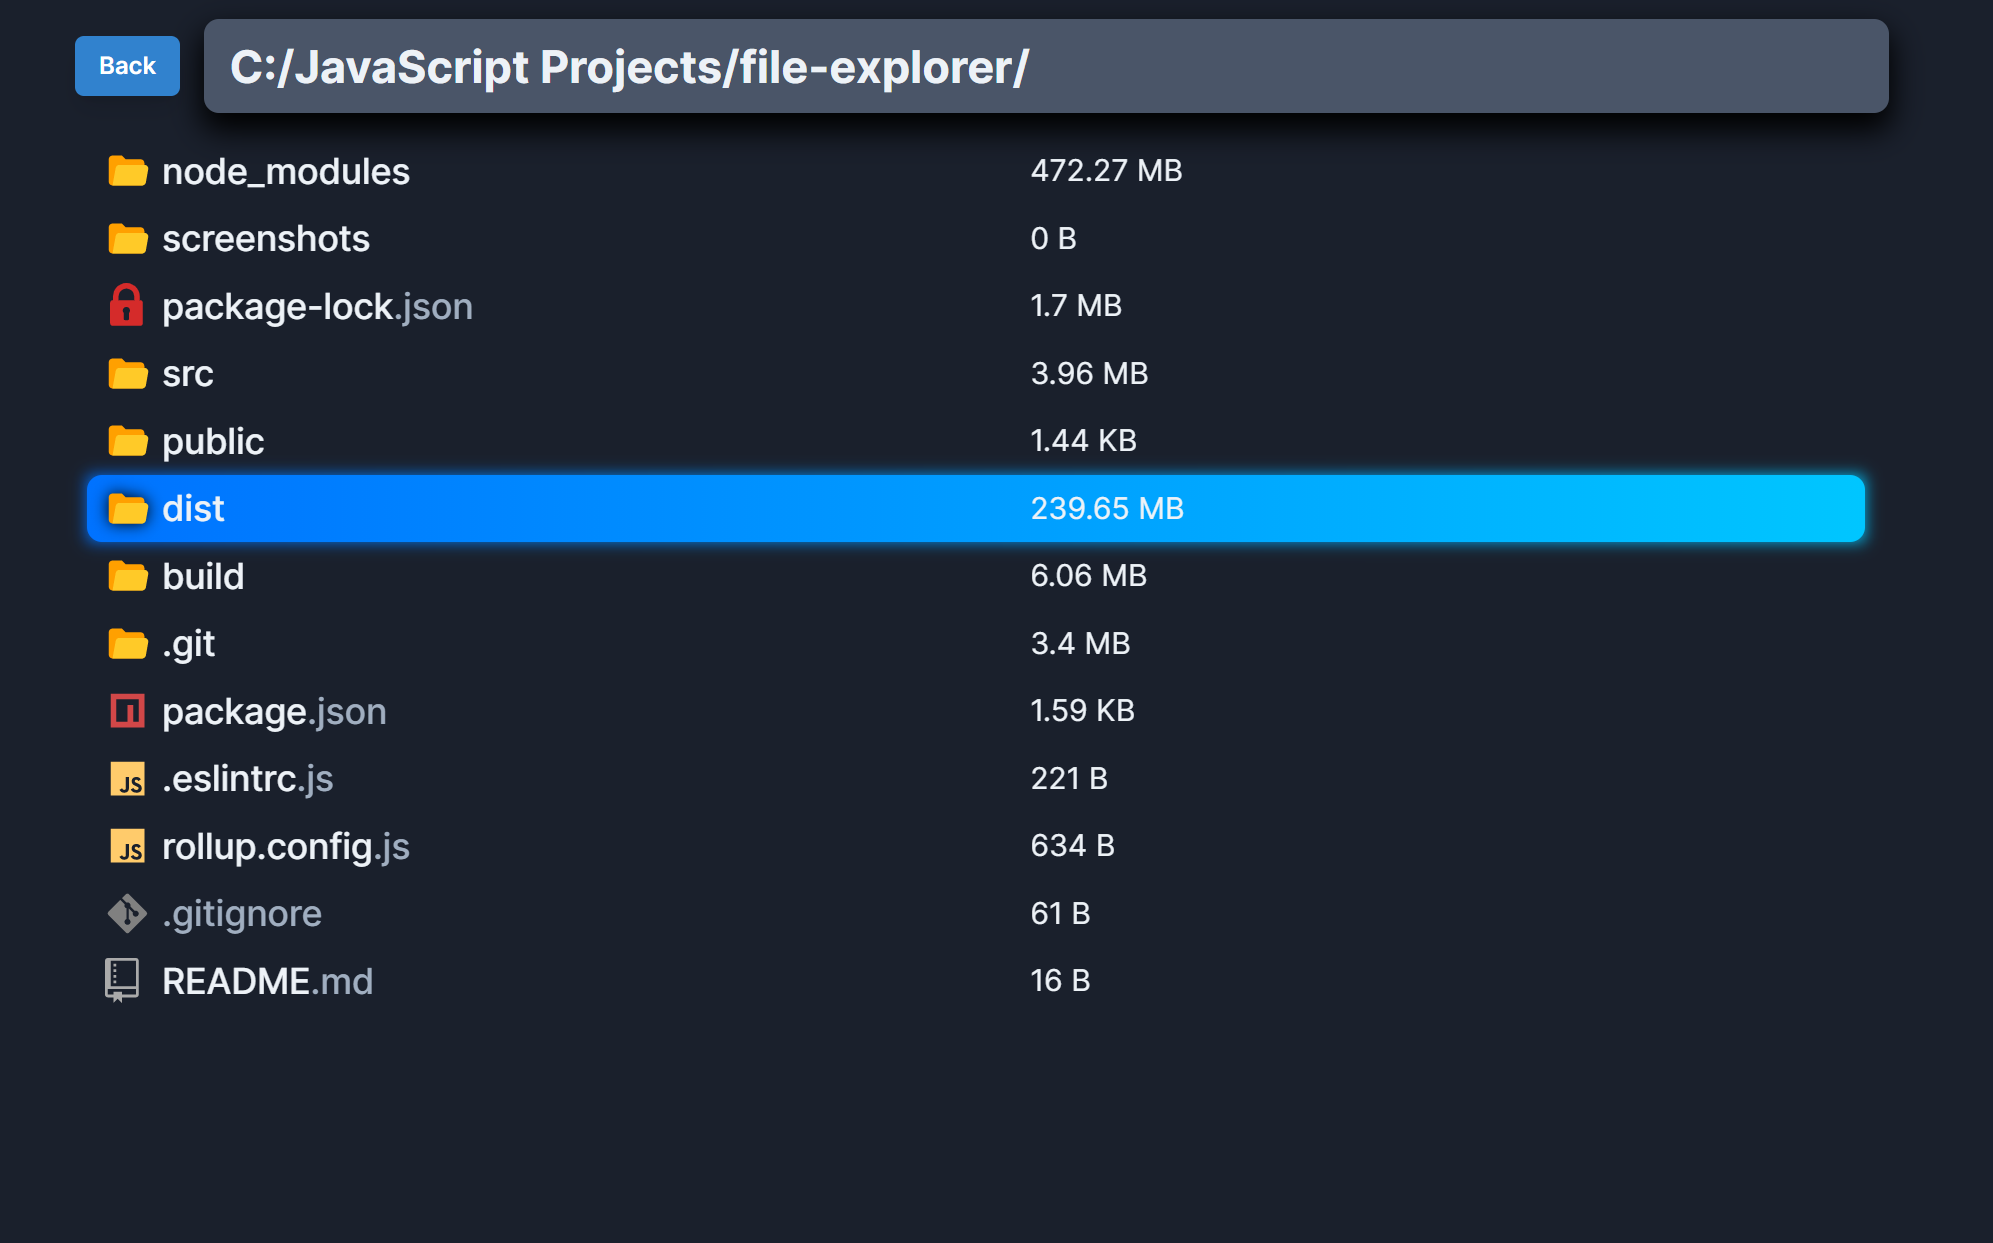 Back C:/JavaScript Projects/file-explorer/
node_modules 472.27 MB
screenshots 0 B
package-lock.json 1.7 MB
src 3.96 MB
public 1.44 KB
dist 239.65 MB
build 6.06 MB
.git 3.4 MB
package.json 1.59 KB
JS .eslintrc.js 221 B
JS rollup.config.js 634 B
.gitignore 61 B
README.md 16 B